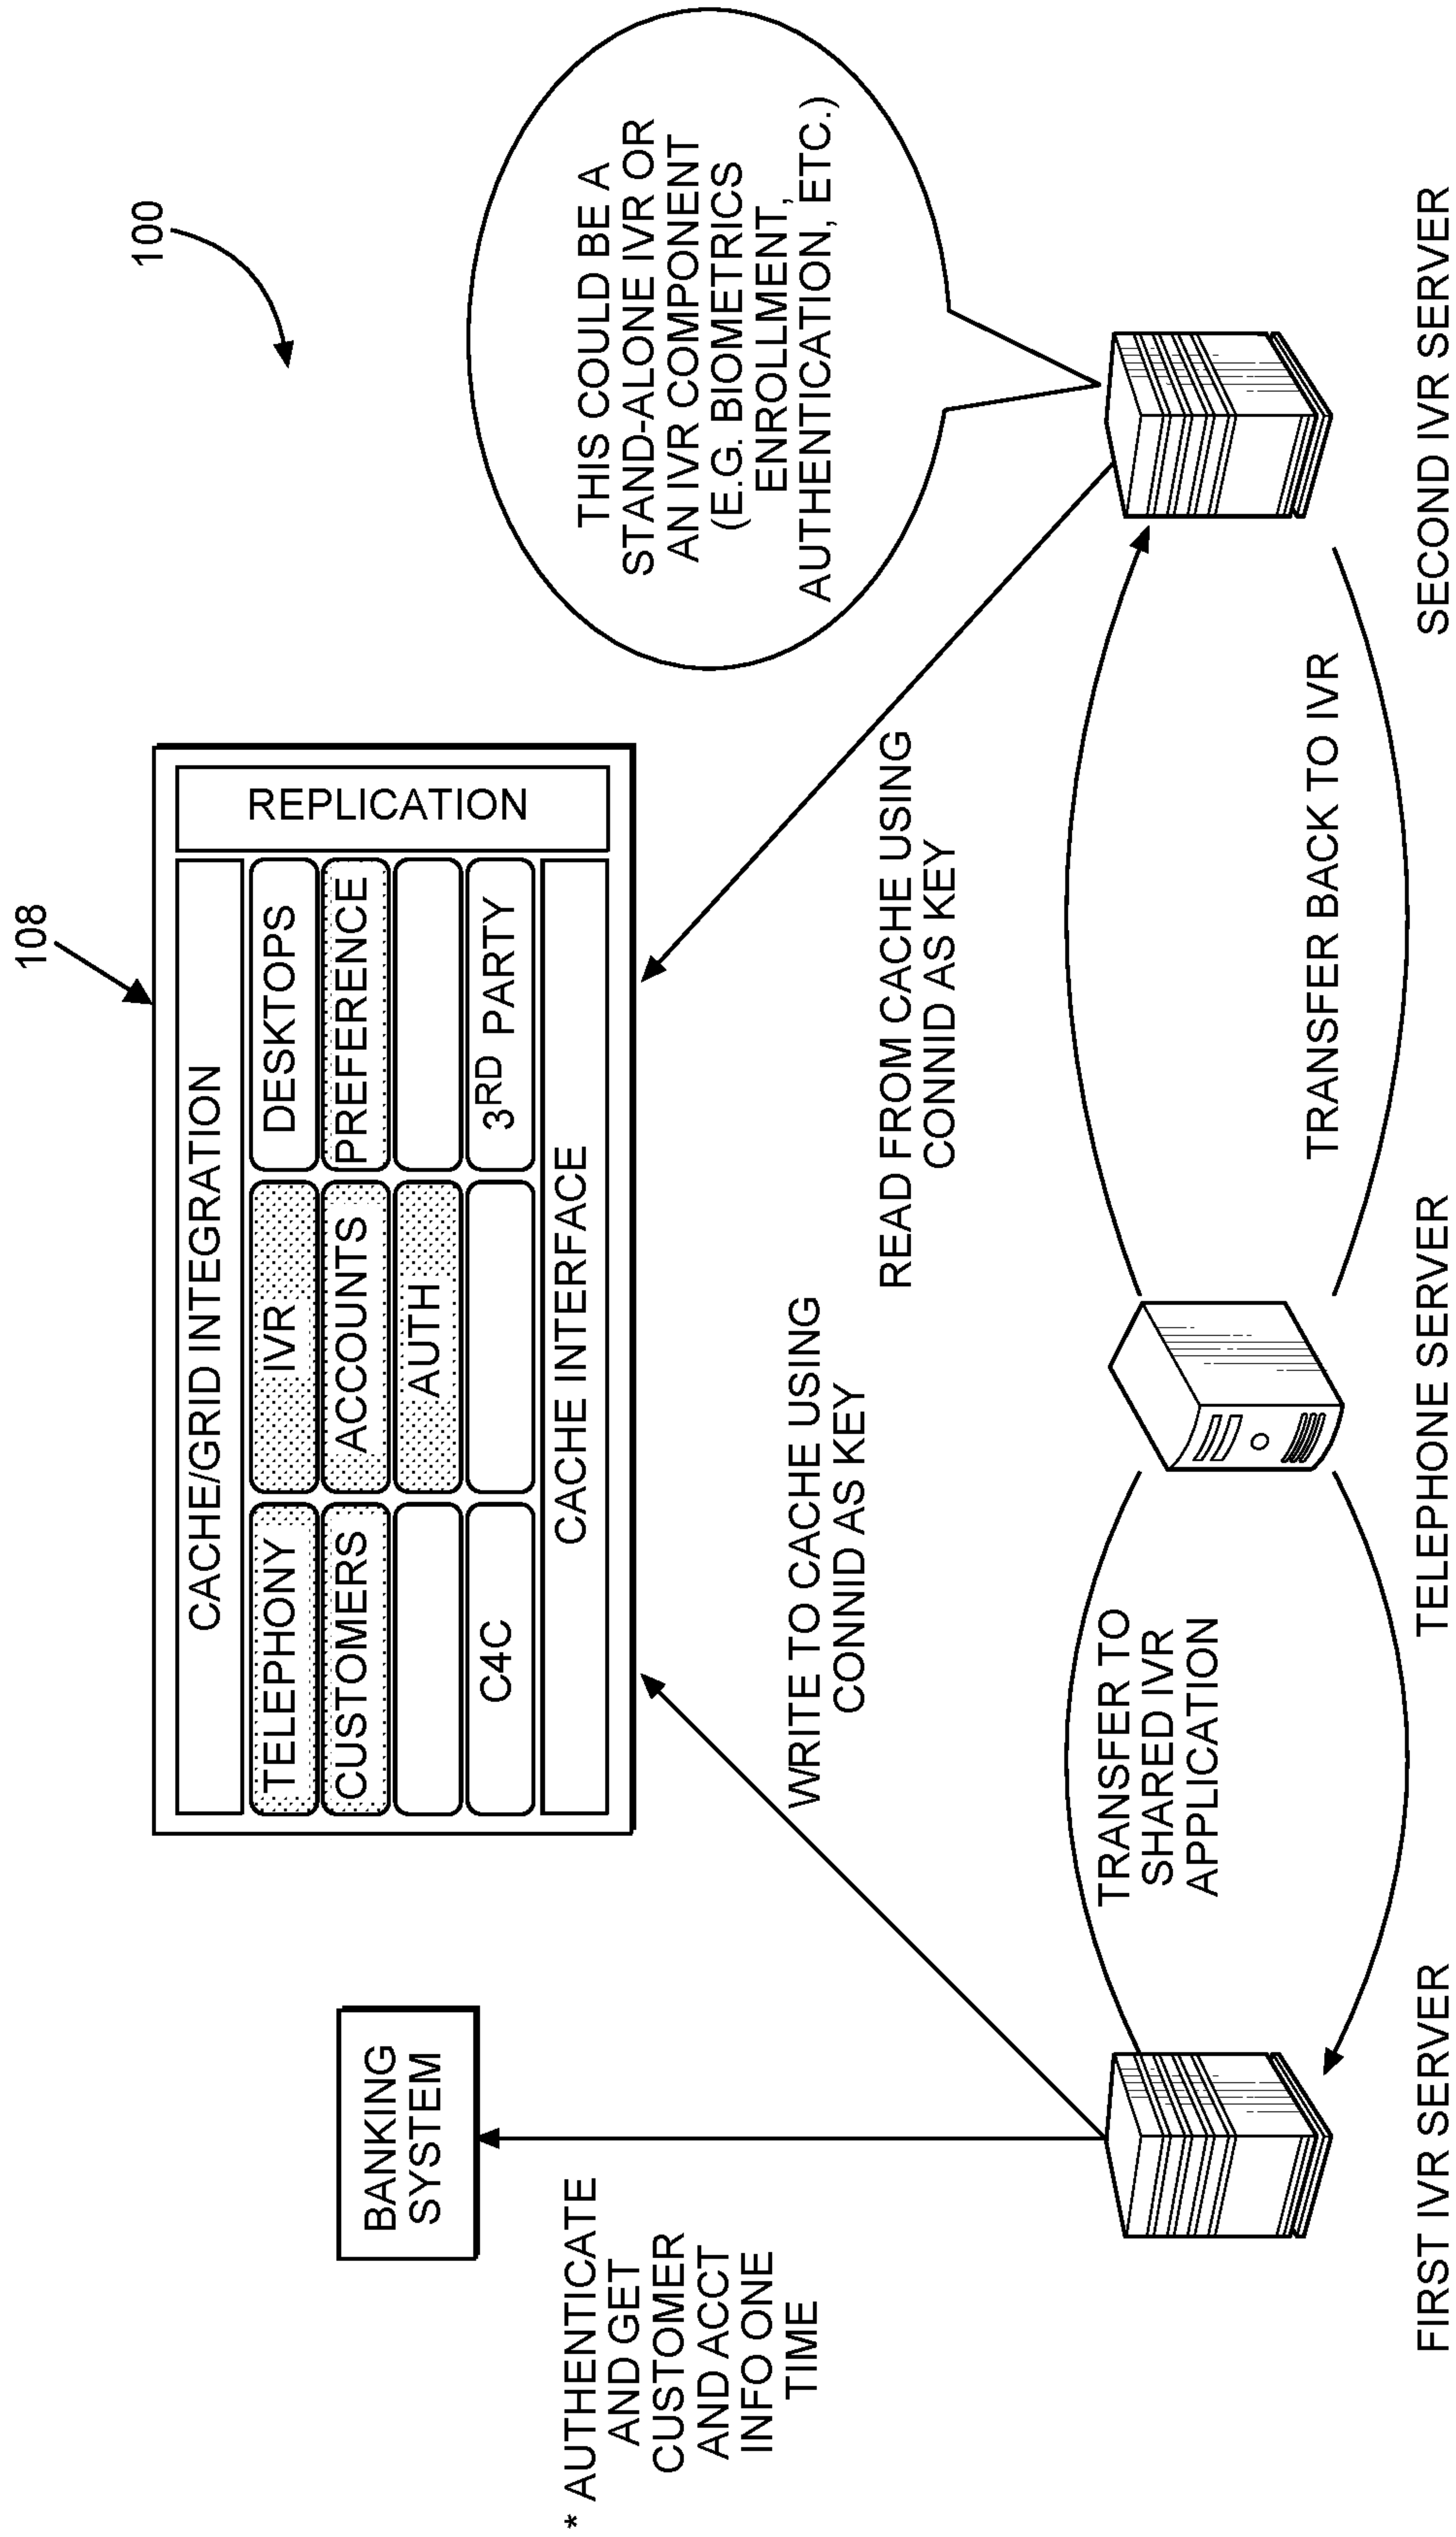 100
108
CACHE/GRID INTEGRATION
REPLICATION
TELEPHONY
IVR
DESKTOPS
CUSTOMERS
ACCOUNTS
PREFERENCE
AUTH
C4C
3RD PARTY
CACHE INTERFACE
BANKING
SYSTEM
* AUTHENTICATE
AND GET
CUSTOMER
AND ACCT
INFO ONE
TIME
WRITE TO CACHE USING
CONNID AS KEY
READ FROM CACHE USING
CONNID AS KEY
THIS COULD BE A
STAND-ALONE IVR OR
AN IVR COMPONENT
(E.G. BIOMETRICS
ENROLLMENT,
AUTHENTICATION, ETC.)
TRANSFER TO
SHARED IVR
APPLICATION
TRANSFER BACK TO IVR
FIRST IVR SERVER
TELEPHONE SERVER
SECOND IVR SERVER